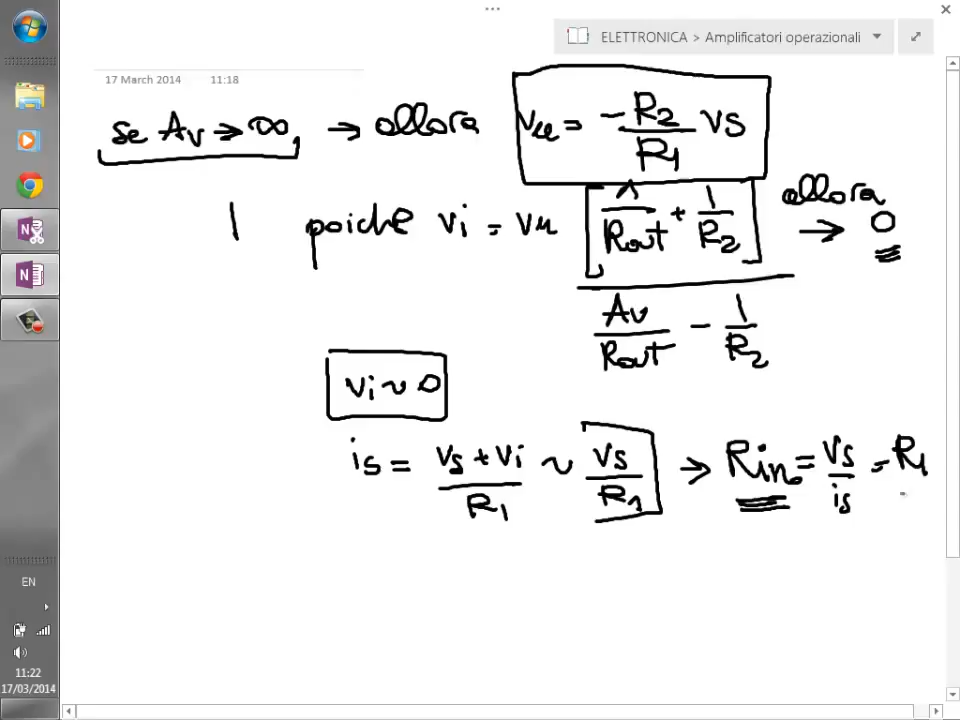 ELETTRONICA > Amplificatori operazionali
17 March 2014 11:18
se Av → ∞, → allora vu = -R2/R1 vs
1 poiché vi = vu [1/Rout + 1/R2] / (Av/Rout - 1/R2) allora → 0
vi ~ 0
is = (vs + vi)/R1 ~ vs/R1 → Rin = vs/is = R1
EN
11:22
17/03/2014